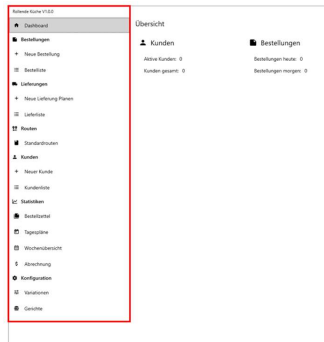 Rollende Küche V1.0.0
Dashboard
Bestellungen
+ Neue Bestellung
Bestellliste
Lieferungen
+ Neue Lieferung Planen
Lieferliste
Routen
Standardrouten
Kunden
+ Neuer Kunde
Kundenliste
Statistiken
Bestellzettel
Tagespläne
Wochenübersicht
$ Abrechnung
Konfiguration
Variationen
Gerichte
Übersicht
Kunden
Aktive Kunden: 0
Kunden gesamt: 0
Bestellungen
Bestellungen heute: 0
Bestellungen morgen: 0